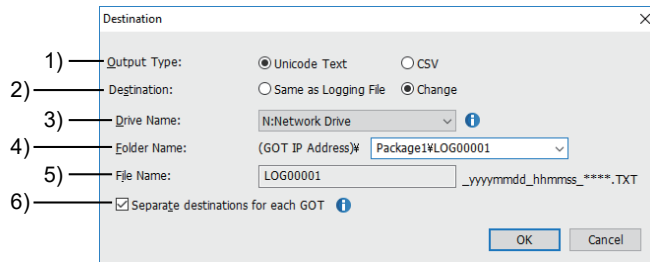 Destination
1) Output Type: Unicode Text CSV
2) Destination: Same as Logging File Change
3) Drive Name: N:Network Drive
4) Folder Name: (GOT IP Address)¥ Package1¥LOG00001
5) File Name: LOG00001 _yyyymmdd_hhmmss_****.TXT
6) Separate destinations for each GOT
OK Cancel